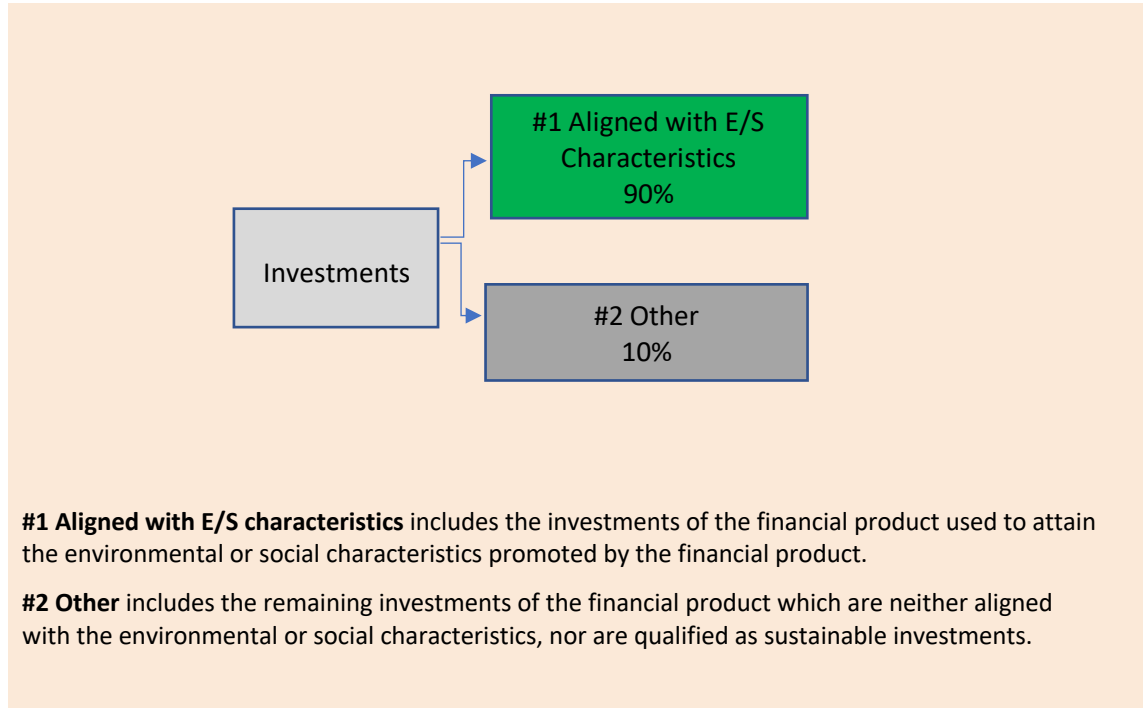 #1 Aligned with E/S
Characteristics
90%
Investments
#2 Other
10%
#1 Aligned with E/S characteristics includes the investments of the financial product used to attain
the environmental or social characteristics promoted by the financial product.
#2 Other includes the remaining investments of the financial product which are neither aligned
with the environmental or social characteristics, nor are qualified as sustainable investments.